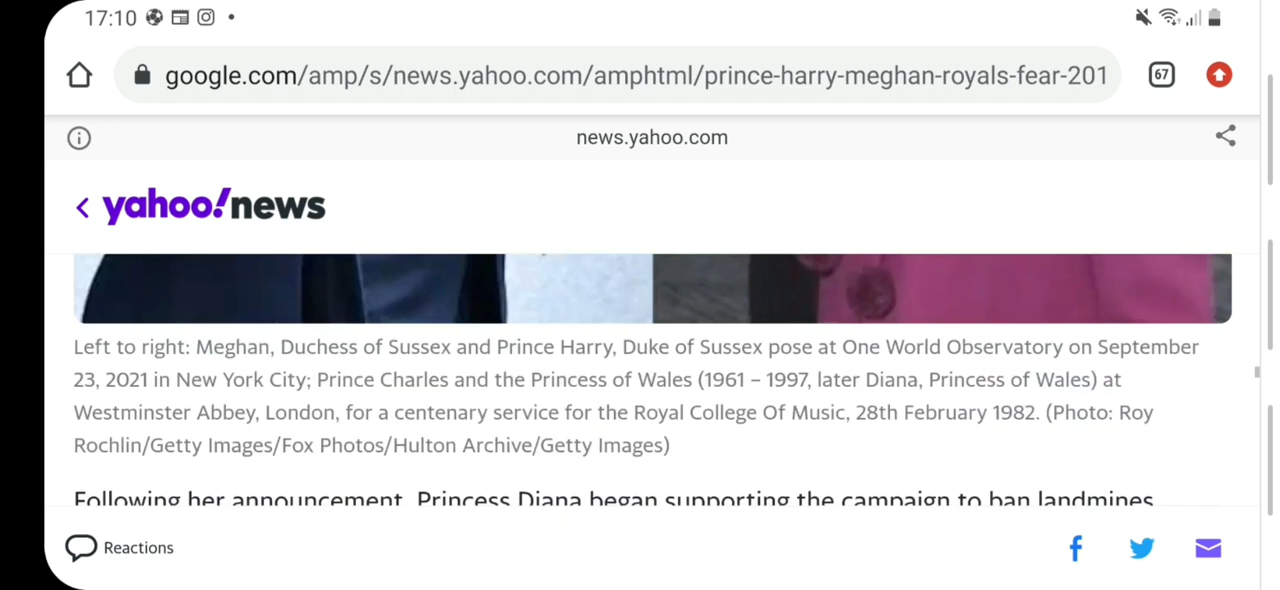 17:10
google.com/amp/s/news.yahoo.com/amphtml/prince-harry-meghan-royals-fear-201
67
news.yahoo.com
yahoo!news
Left to right: Meghan, Duchess of Sussex and Prince Harry, Duke of Sussex pose at One World Observatory on September
23, 2021 in New York City; Prince Charles and the Princess of Wales (1961 – 1997, later Diana, Princess of Wales) at
Westminster Abbey, London, for a centenary service for the Royal College Of Music, 28th February 1982. (Photo: Roy
Rochlin/Getty Images/Fox Photos/Hulton Archive/Getty Images)
Following her announcement, Princess Diana began supporting the campaign to ban landmines
Reactions